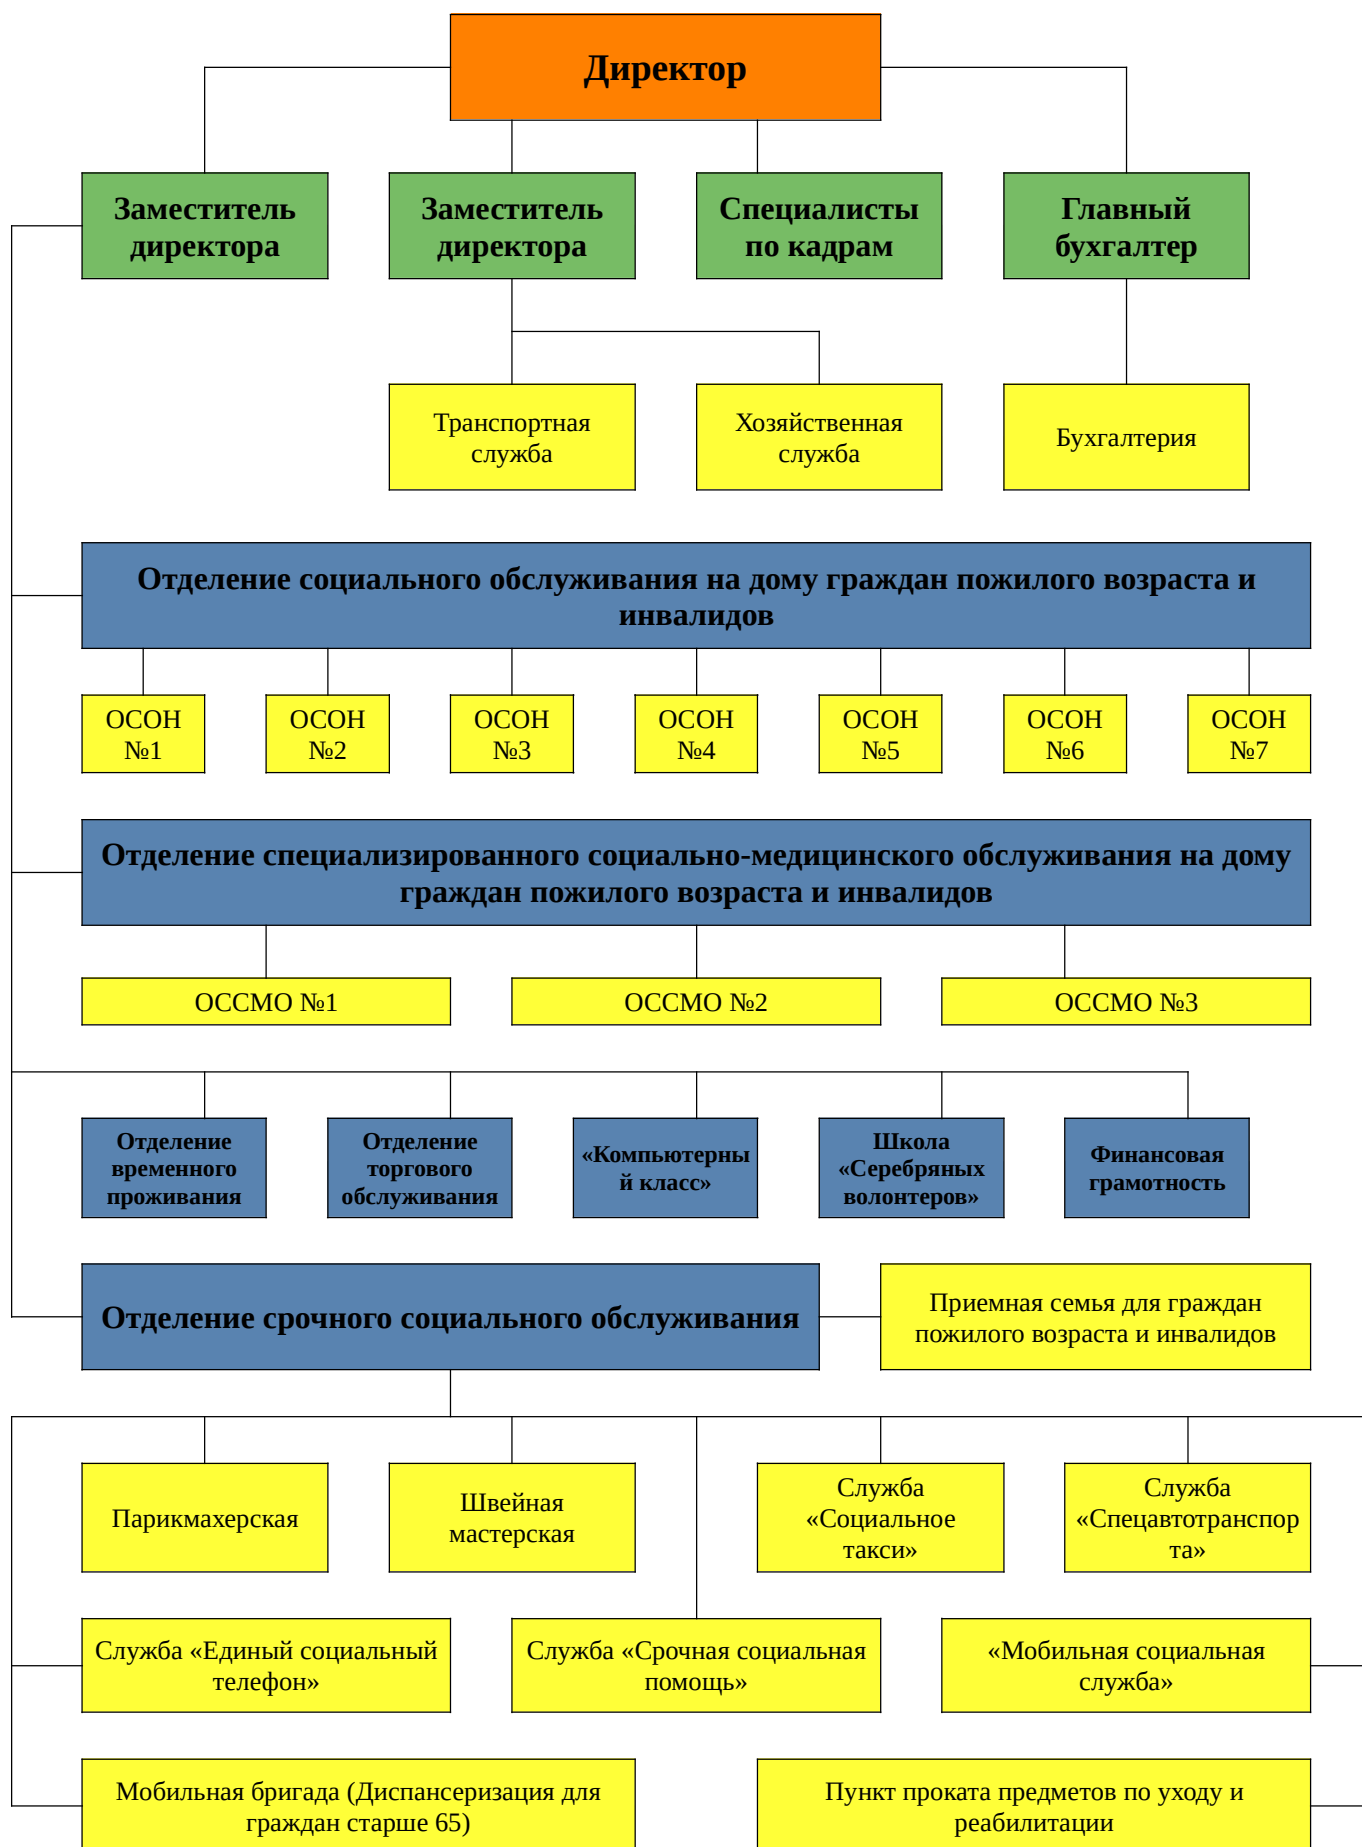 Директор
Заместитель
директора
Заместитель
директора
Специалисты
по кадрам
Главный
бухгалтер
Транспортная
служба
Хозяйственная
служба
Бухгалтерия
Отделение социального обслуживания на дому граждан пожилого возраста и
инвалидов
ОСОН
№1
ОСОН
№2
ОСОН
№3
ОСОН
№4
ОСОН
№5
ОСОН
№6
ОСОН
№7
Отделение специализированного социально-медицинского обслуживания на дому
граждан пожилого возраста и инвалидов
ОССМО №1
ОССМО №2
ОССМО №3
Отделение
временного
проживания
Отделение
торгового
обслуживания
«Компьютерны
й класс»
Школа
«Серебряных
волонтеров»
Финансовая
грамотность
Отделение срочного социального обслуживания
Приемная семья для граждан
пожилого возраста и инвалидов
Парикмахерская
Швейная
мастерская
Служба
«Социальное
такси»
Служба
«Спецавтотранспор
та»
Служба «Единый социальный
телефон»
Служба «Срочная социальная
помощь»
«Мобильная социальная
служба»
Мобильная бригада (Диспансеризация для
граждан старше 65)
Пункт проката предметов по уходу и
реабилитации